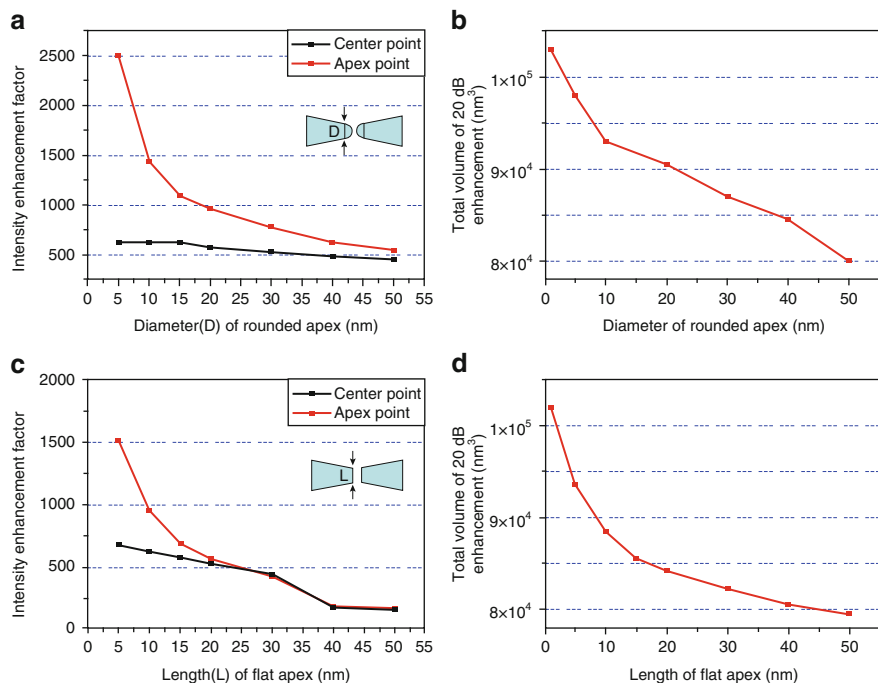 a
Intensity enhancement factor
2500
2000
1500
1000
500
Center point
Apex point
D
0 5 10 15 20 25 30 35 40 45 50 55
Diameter(D) of rounded apex (nm)
b
Total volume of 20 dB
enhancement (nm³)
1×10⁵
9×10⁴
8×10⁴
0 10 20 30 40 50
Diameter of rounded apex (nm)
c
Intensity enhancement factor
2000
1500
1000
500
0
Center point
Apex point
L
0 5 10 15 20 25 30 35 40 45 50 55
Length(L) of flat apex (nm)
d
Total volume of 20 dB
enhancement (nm³)
1×10⁵
9×10⁴
8×10⁴
0 10 20 30 40 50
Length of flat apex (nm)